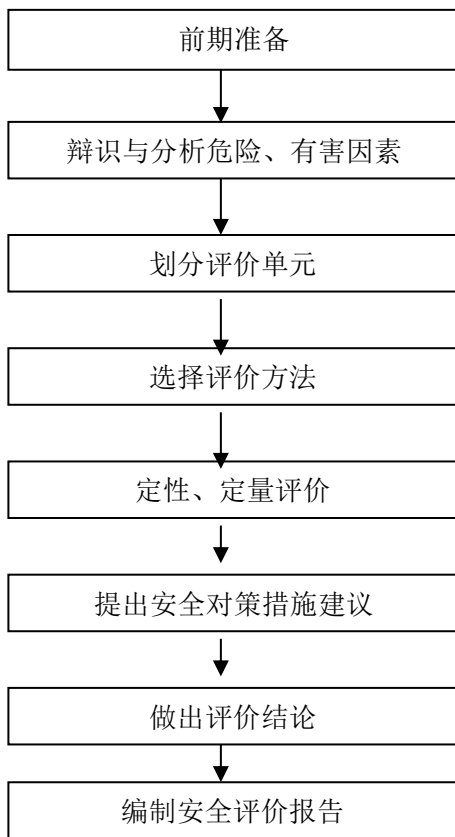 前期准备
辩识与分析危险、有害因素
划分评价单元
选择评价方法
定性、定量评价
提出安全对策措施建议
做出评价结论
编制安全评价报告